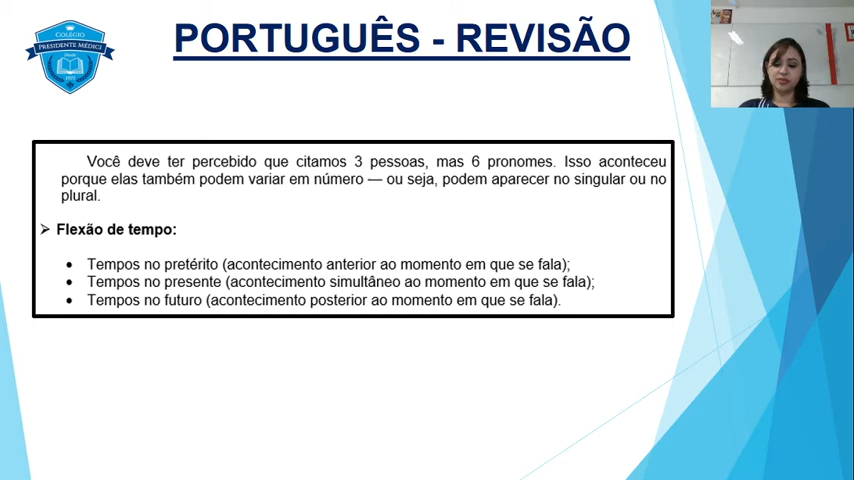 PORTUGUÊS - REVISÃO
COLÉGIO
PRESIDENTE MÉDICI
Você deve ter percebido que citamos 3 pessoas, mas 6 pronomes. Isso aconteceu
porque elas também podem variar em número — ou seja, podem aparecer no singular ou no
plural.
➢ Flexão de tempo:
• Tempos no pretérito (acontecimento anterior ao momento em que se fala);
• Tempos no presente (acontecimento simultâneo ao momento em que se fala);
• Tempos no futuro (acontecimento posterior ao momento em que se fala).